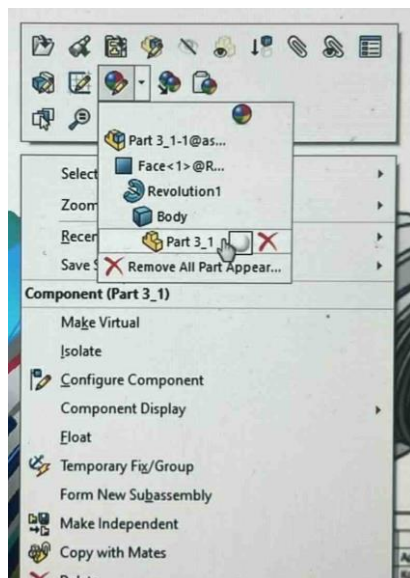 Part 3_1-1@as...
Face<1>@R...
Select
Revolution1
Zoom
Body
Recen
Part 3_1
Save S
Remove All Part Appear...
Component (Part 3_1)
Make Virtual
Isolate
Configure Component
Component Display
Float
Temporary Fix/Group
Form New Subassembly
Make Independent
Copy with Mates